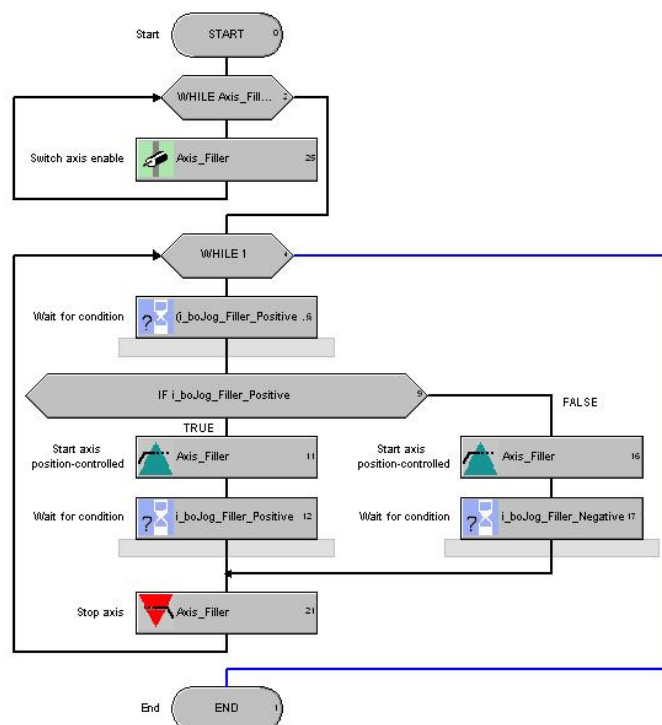 Start START 0
WHILE Axis_Fill...
Switch axis enable Axis_Filler 25
WHILE 1 4
Wait for condition (i_boJog_Filler_Positive ..
IF i_boJog_Filler_Positive 9
FALSE
TRUE
Start axis
position-controlled
Axis_Filler 11
Start axis
position-controlled
Axis_Filler 16
Wait for condition i_boJog_Filler_Positive 12
Wait for condition i_boJog_Filler_Negative 17
Stop axis Axis_Filler 21
End END 1